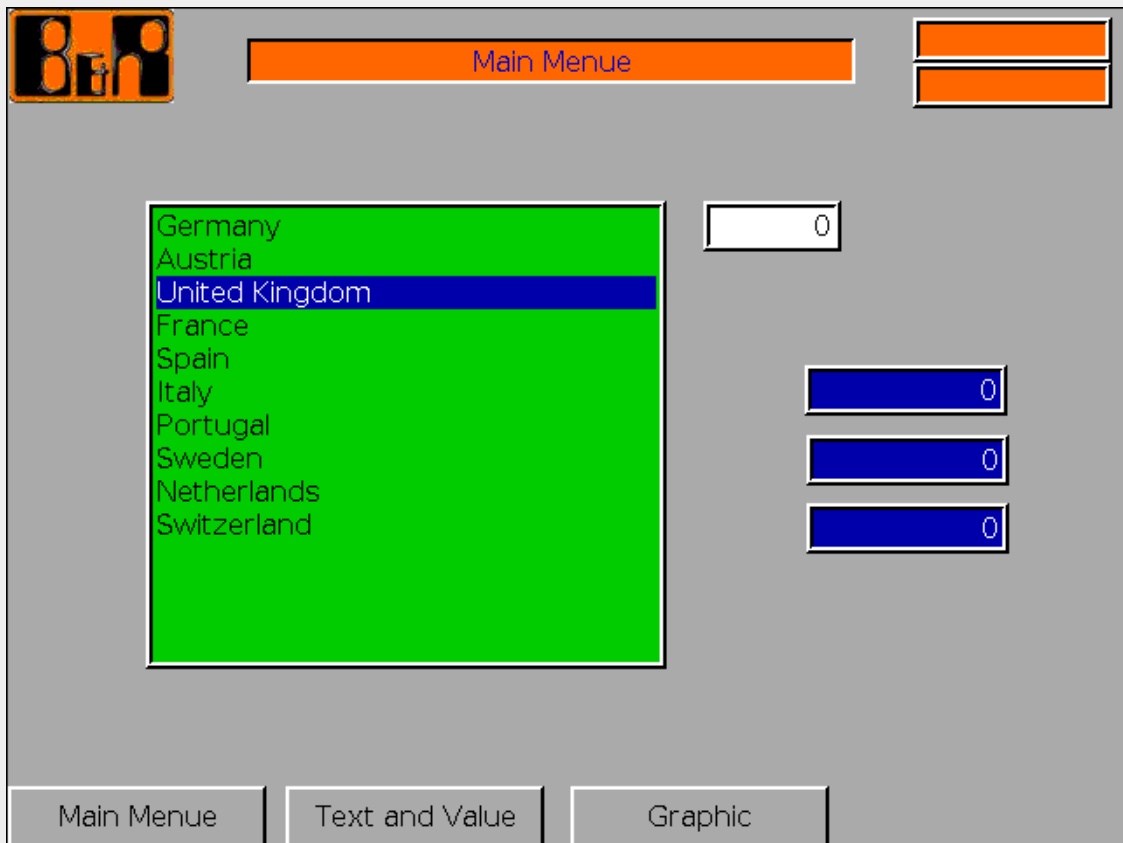 B&R
Main Menue
Germany
0
Austria
United Kingdom
France
Spain
Italy
0
Portugal
Sweden
0
Netherlands
Switzerland
0
Main Menue
Text and Value
Graphic